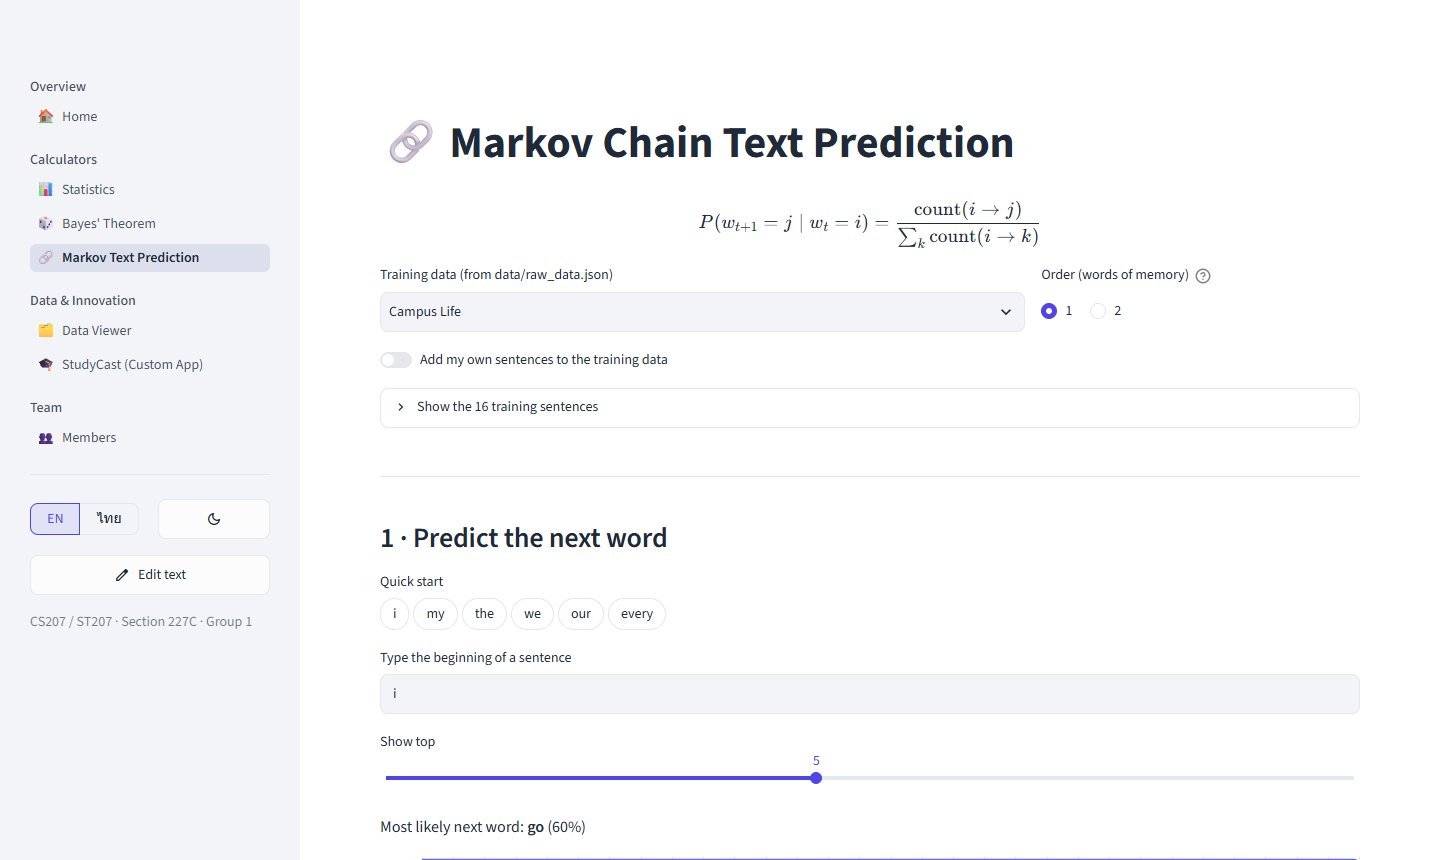 Overview
Home
Calculators
Statistics
Bayes' Theorem
Markov Text Prediction
Data & Innovation
Data Viewer
StudyCast (Custom App)
Team
Members
EN
ไทย
Edit text
CS207 / ST207 · Section 227C · Group 1
Markov Chain Text Prediction
P(w_{t+1} = j | w_t = i) = count(i → j) / ∑_k count(i → k)
Training data (from data/raw_data.json)
Campus Life
Order (words of memory)
1
2
Add my own sentences to the training data
Show the 16 training sentences
1 · Predict the next word
Quick start
i
my
the
we
our
every
Type the beginning of a sentence
i
Show top
5
Most likely next word: go (60%)